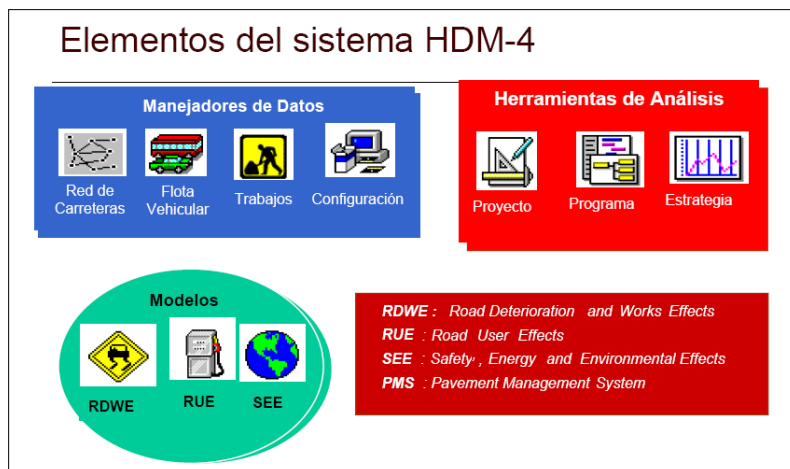 Elementos del sistema HDM-4
Manejadores de Datos
Red de
Carreteras
Flota
Vehicular
Trabajos
Configuración
Herramientas de Análisis
Proyecto
Programa
Estrategia
Modelos
RDWE
RUE
SEE
RDWE : Road Deterioration and Works Effects
RUE : Road User Effects
SEE : Safety, , Energy and Environmental Effects
PMS : Pavement Management System